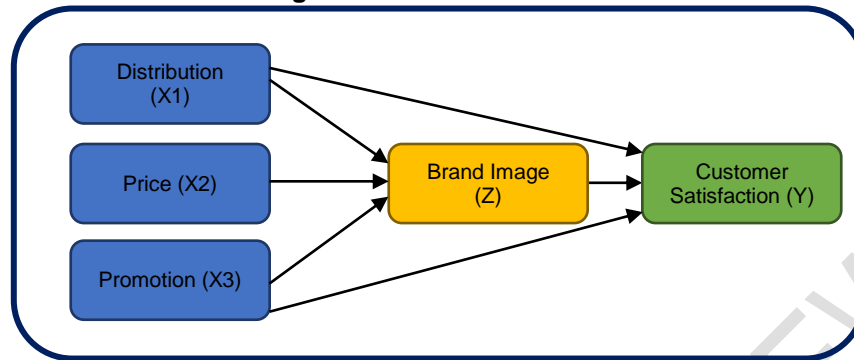 Distribution
(X1)
Price (X2)
Promotion (X3)
Brand Image
(Z)
Customer
Satisfaction (Y)